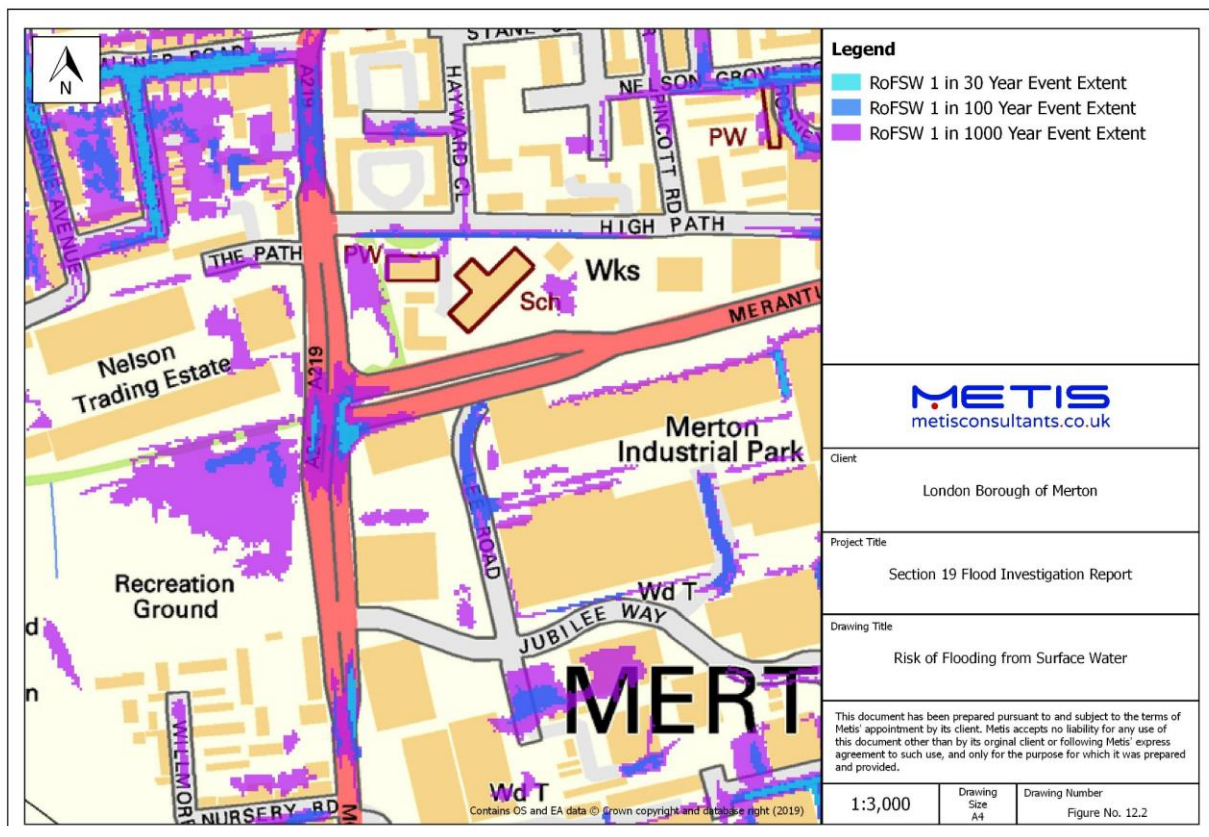 STANE
N
A219
HAYWARD CL
NELSON GROVE
PINCOTT RD
PW
HIGH PATH
THE PATH
PW
Wks
Sch
MERANTU
A219
Nelson
Trading Estate
Merton
Industrial Park
LEE ROAD
Recreation
Ground
d
n
Wd T
JUBILEE WAY
MERT
Wd T
NURSERY RD
Contains OS and EA data © Crown copyright and database right (2019)
Legend
RoFSW 1 in 30 Year Event Extent
RoFSW 1 in 100 Year Event Extent
RoFSW 1 in 1000 Year Event Extent
METIS
metisconsultants.co.uk
Client
London Borough of Merton
Project Title
Section 19 Flood Investigation Report
Drawing Title
Risk of Flooding from Surface Water
This document has been prepared pursuant to and subject to the terms of
Metis' appointment by its client. Metis accepts no liability for any use of
this document other than by its orginal client or following Metis' express
agreement to such use, and only for the purpose for which it was prepared
and provided.
1:3,000
Drawing
Size
A4
Drawing Number
Figure No. 12.2